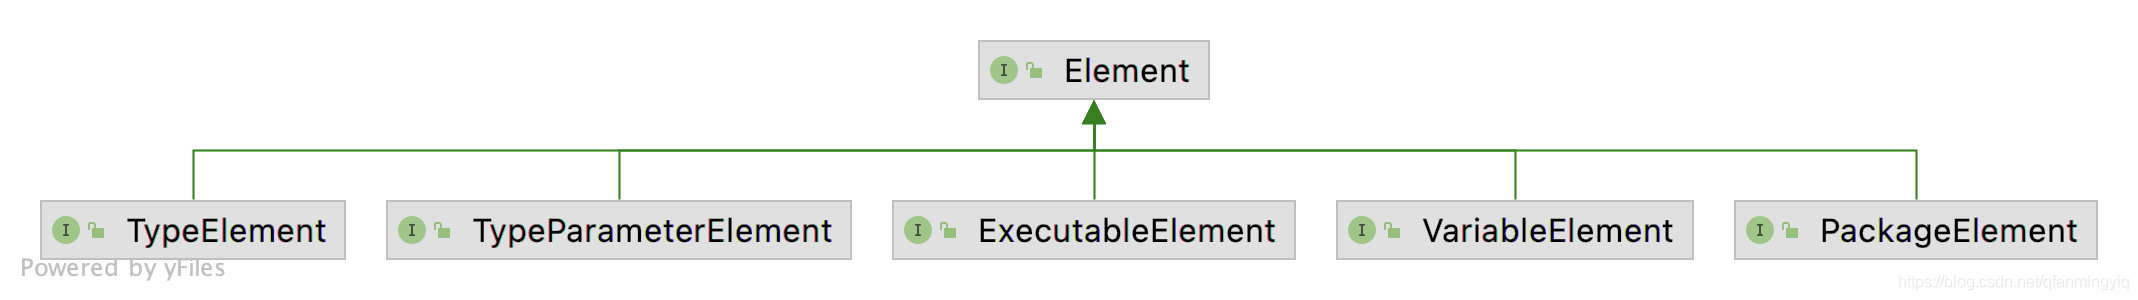 I Element
I TypeElement
I TypeParameterElement
I ExecutableElement
I VariableElement
I PackageElement
Powered by yFiles
https://blog.csdn.net/qfanmingyiq